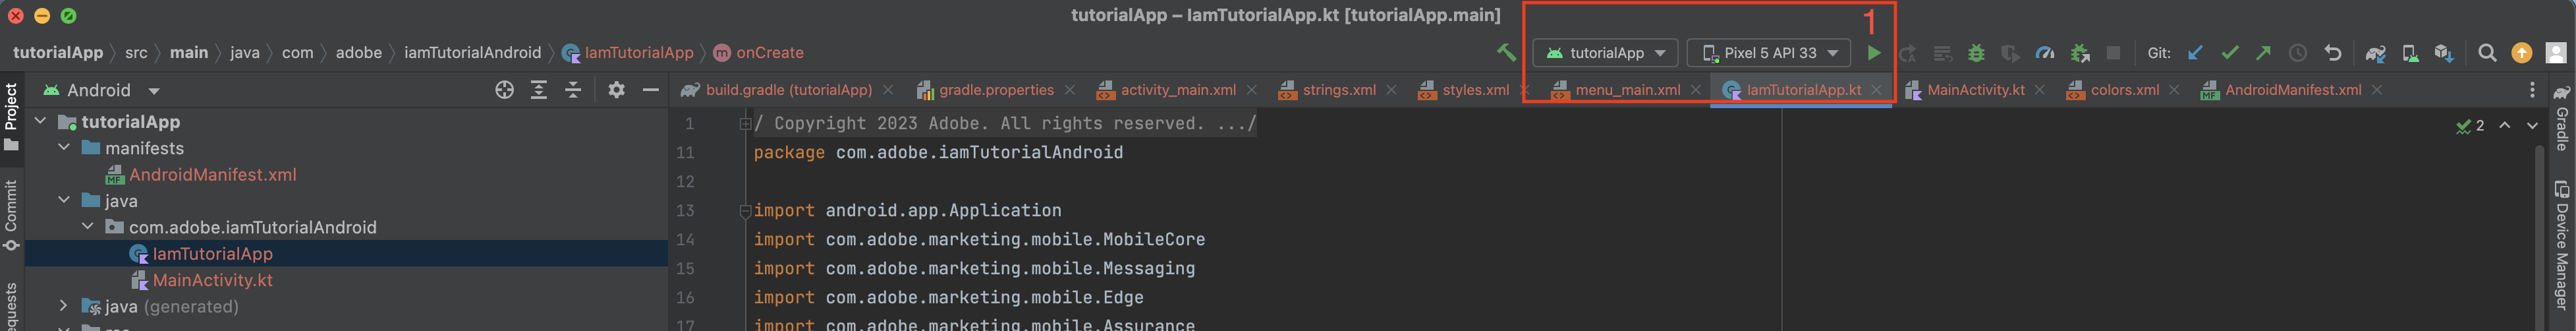 tutorialApp – IamTutorialApp.kt [tutorialApp.main]
1
tutorialApp src main java com adobe iamTutorialAndroid IamTutorialApp m onCreate
tutorialApp Pixel 5 API 33 Git:
Project
Commit
equests
Android
tutorialApp
manifests
MF AndroidManifest.xml
java
com.adobe.iamTutorialAndroid
IamTutorialApp
MainActivity.kt
java (generated)
build.gradle (tutorialApp) gradle.properties activity_main.xml strings.xml styles.xml menu_main.xml IamTutorialApp.kt MainActivity.kt colors.xml MF AndroidManifest.xml
1 / Copyright 2023 Adobe. All rights reserved. .../
11 package com.adobe.iamTutorialAndroid
12
13 import android.app.Application
14 import com.adobe.marketing.mobile.MobileCore
15 import com.adobe.marketing.mobile.Messaging
16 import com.adobe.marketing.mobile.Edge
17 import com.adobe.marketing.mobile.Assurance
2
Gradle
Device Manager